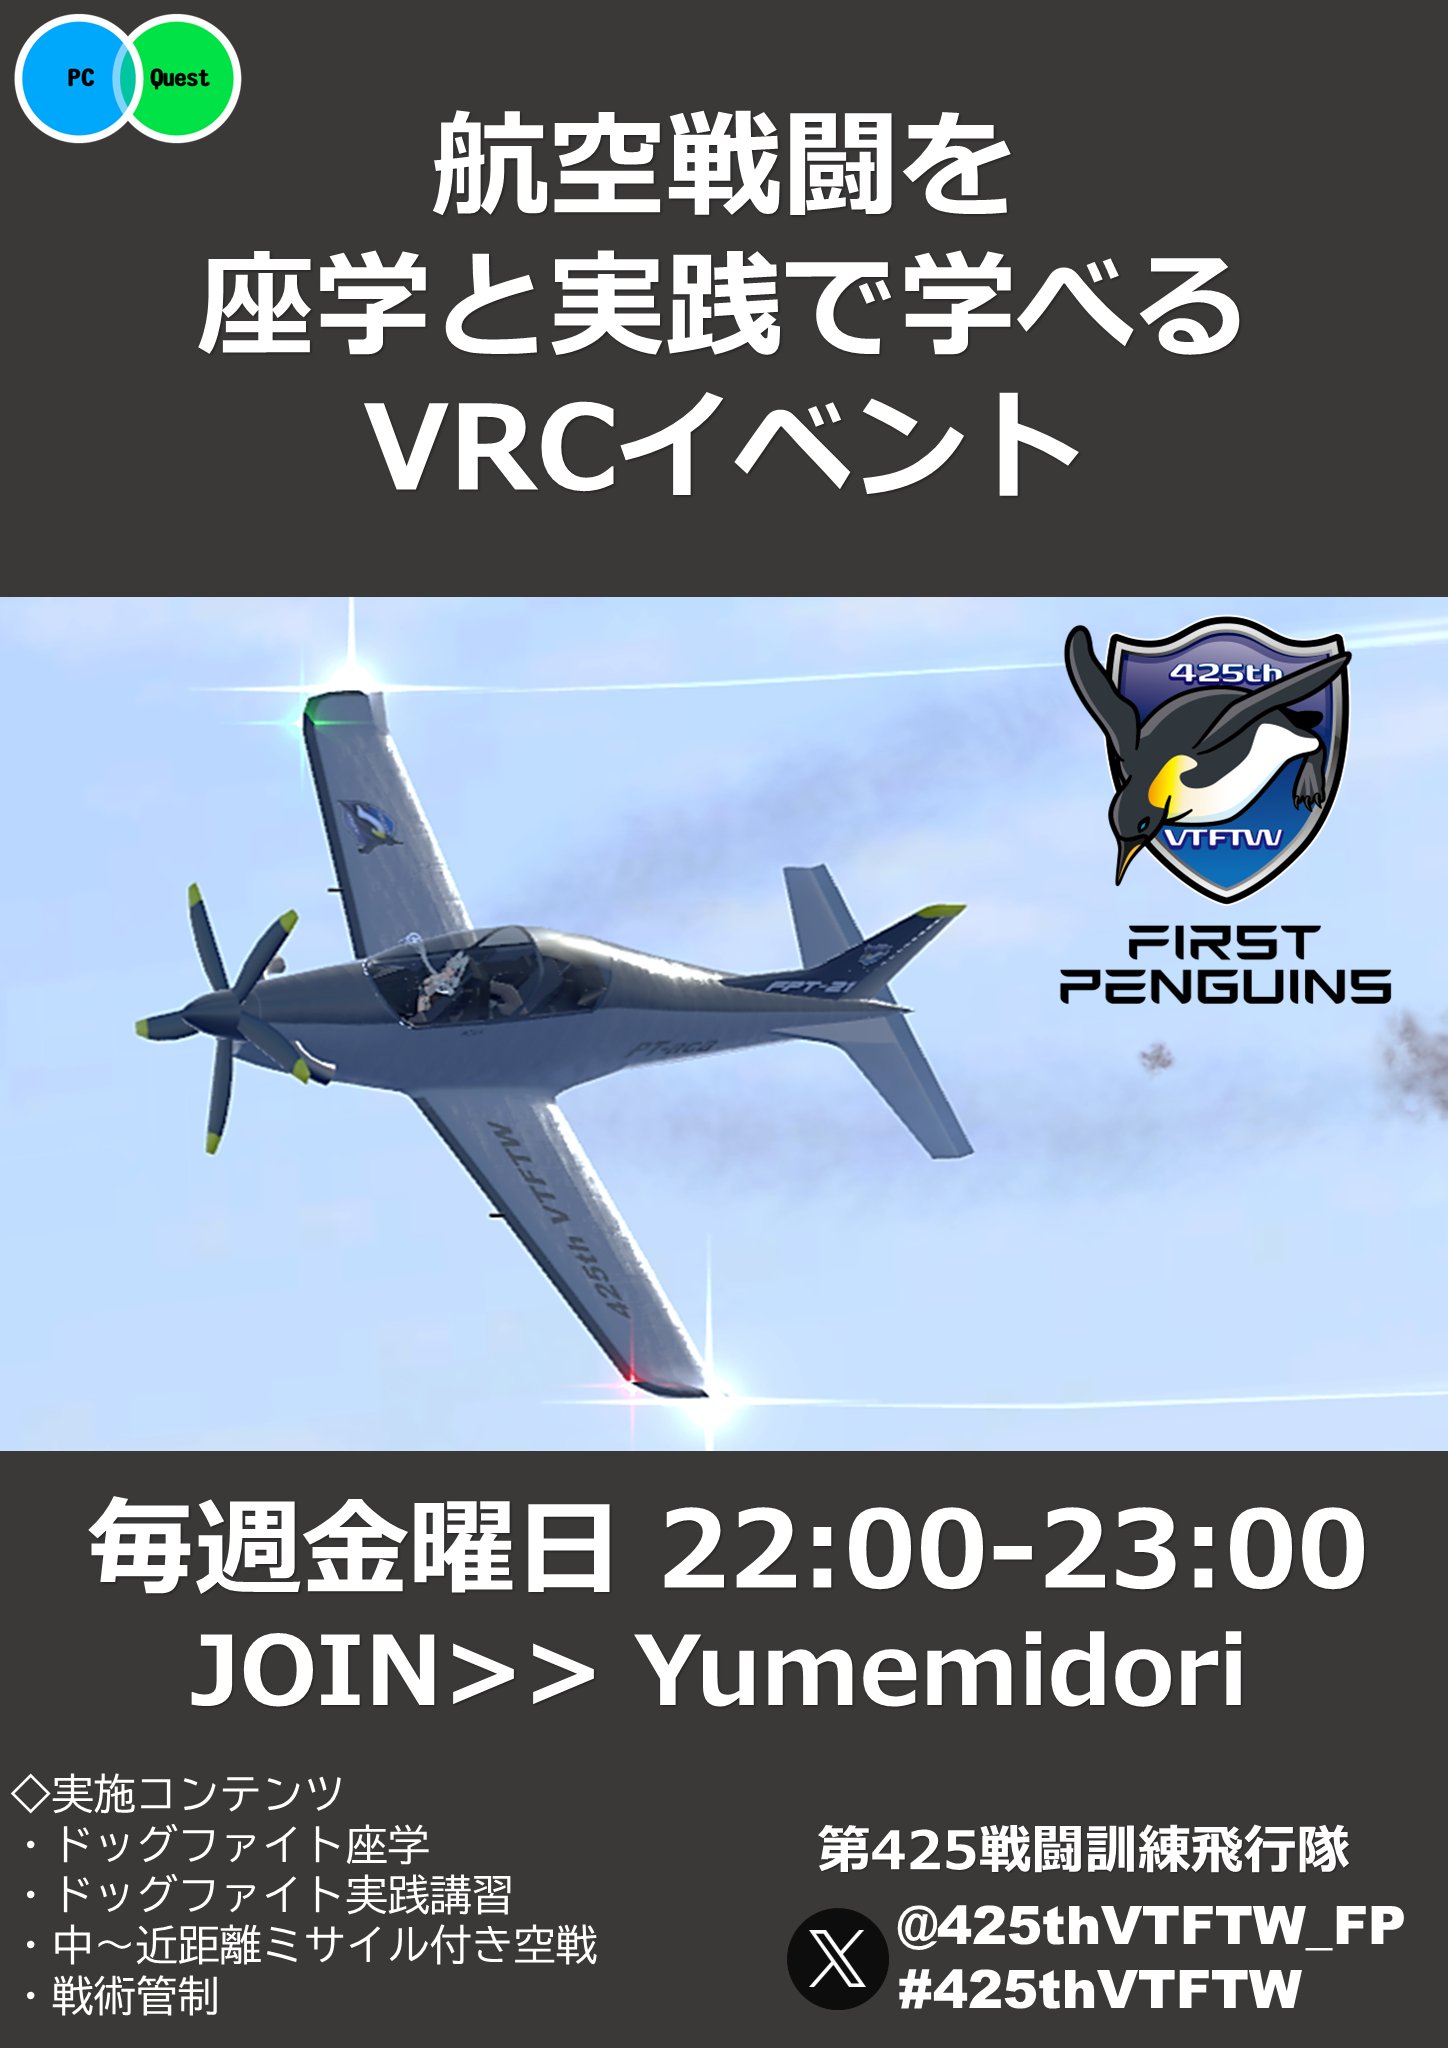 PC
Quest
航空戦闘を
座学と実践で学べる
VRCイベント
425th
VTFTW
FIRST
PENGUINS
FPT-21
PT-aca
425th VTFTW
毎週金曜日 22:00-23:00
JOIN>> Yumemidori
◇実施コンテンツ
・ドッグファイト座学
・ドッグファイト実践講習
・中～近距離ミサイル付き空戦
・戦術管制
第425戦闘訓練飛行隊
@425thVTFTW_FP
#425thVTFTW